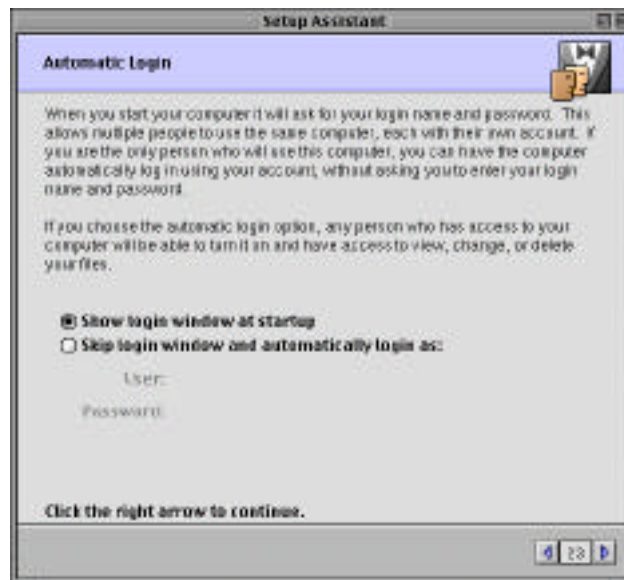 Setup Assistant
Automatic Login
When you start your computer it will ask for your login name and password. This
allows multiple people to use the same computer, each with their own account. If
you are the only person who will use this computer, you can have the computer
automatically log in using your account, without asking you to enter your login
name and password.
If you choose the automatic login option, any person who has access to your
computer will be able to turn it on and have access to view, change, or delete
your files.
Show login window at startup
Skip login window and automatically login as:
User:
Password:
Click the right arrow to continue.